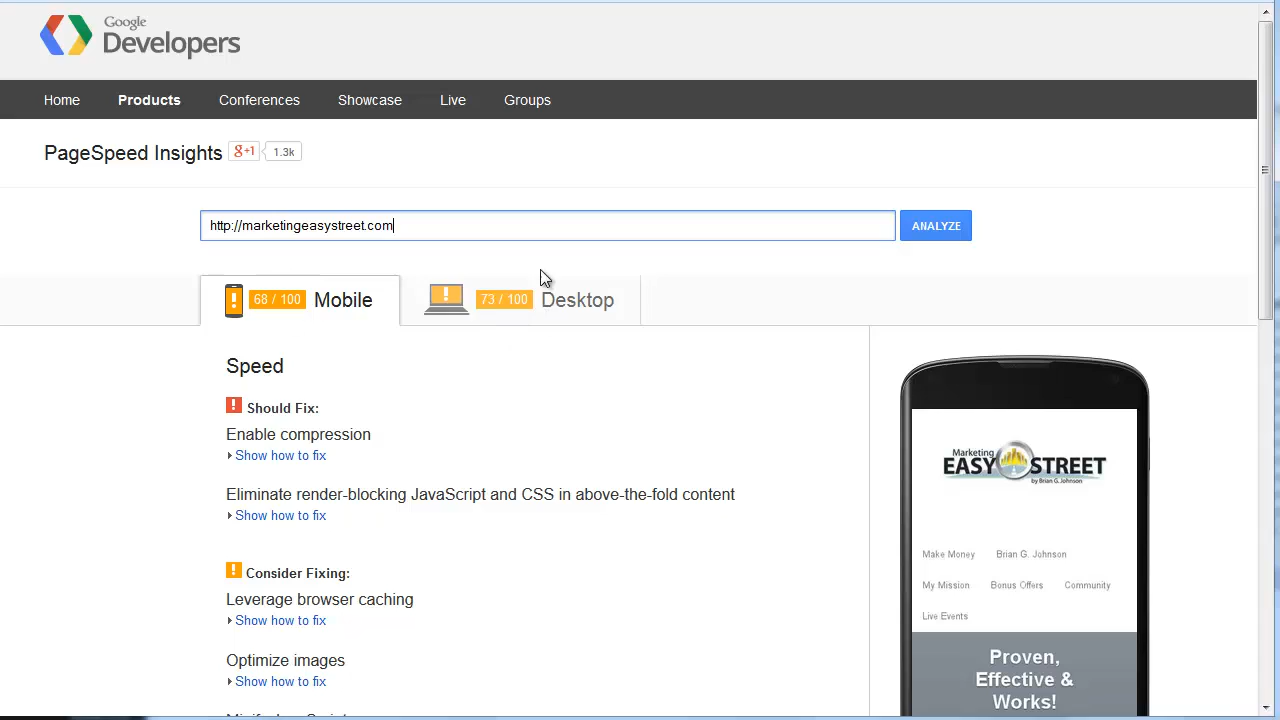 Google
Developers
Home Products Conferences Showcase Live Groups
PageSpeed Insights g+1 1.3k
http://marketingeasystreet.com ANALYZE
68 / 100 Mobile 73 / 100 Desktop
Speed
Should Fix:
Enable compression
Show how to fix
Eliminate render-blocking JavaScript and CSS in above-the-fold content
Show how to fix
Consider Fixing:
Leverage browser caching
Show how to fix
Optimize images
Show how to fix
Marketing
EASY STREET
by Brian G. Johnson
Make Money Brian G. Johnson
My Mission Bonus Offers Community
Live Events
Proven,
Effective &
Works!